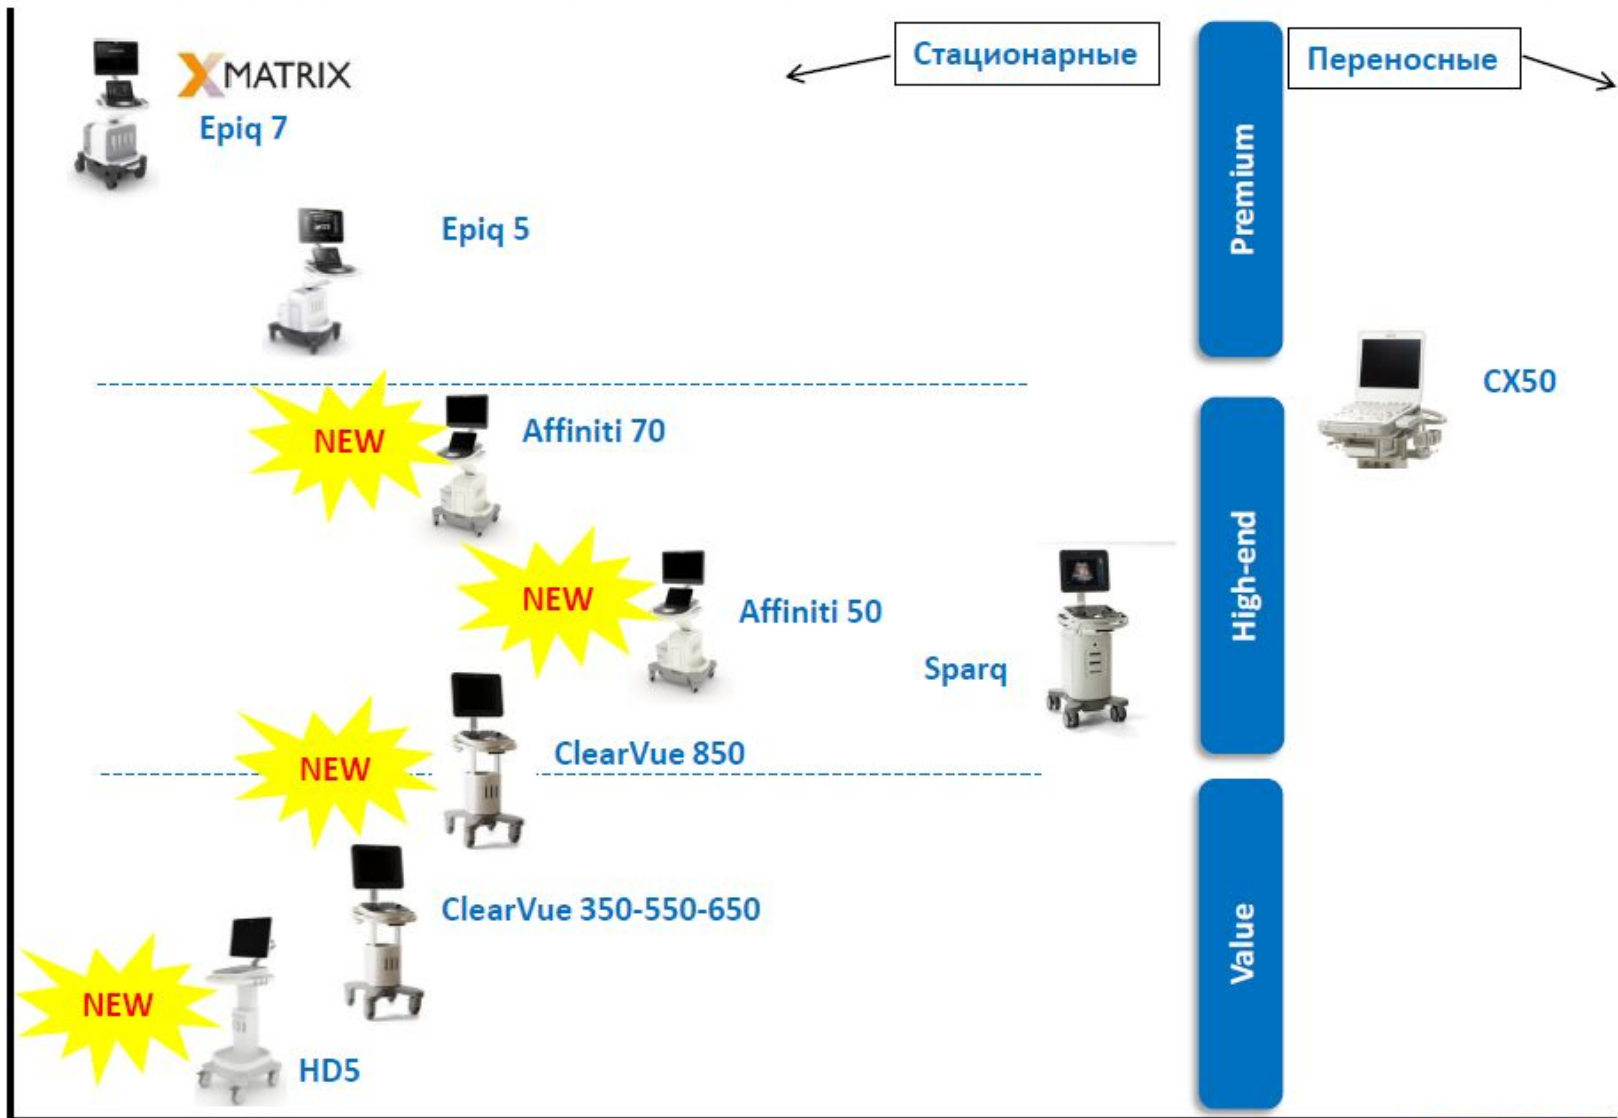 XMATRIX
Epiq 7
Стационарные
Переносные
Premium
Epiq 5
CX50
NEW
Affiniti 70
High-end
NEW
Affiniti 50
Sparq
NEW
ClearVue 850
Value
ClearVue 350-550-650
NEW
HD5